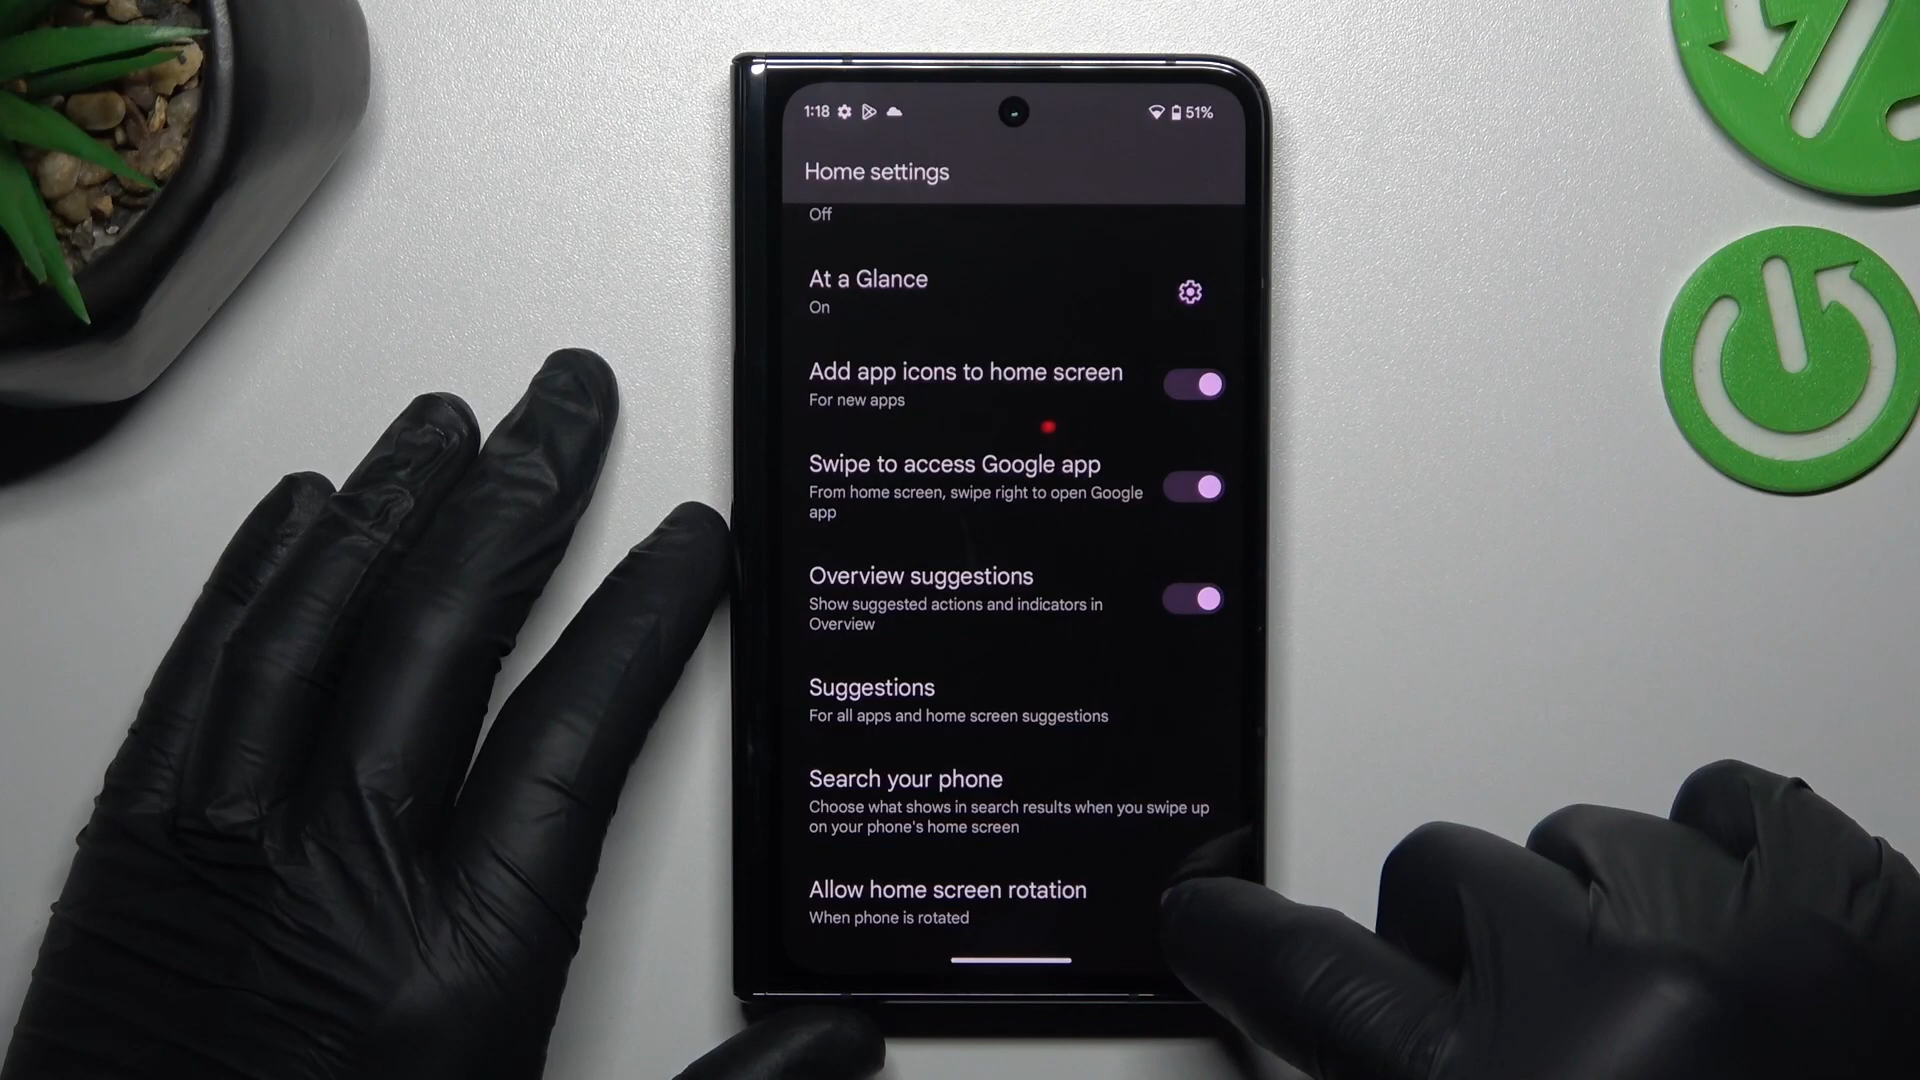 1:18
51%
Home settings
Off
At a Glance
On
Add app icons to home screen
For new apps
Swipe to access Google app
From home screen, swipe right to open Google
app
Overview suggestions
Show suggested actions and indicators in
Overview
Suggestions
For all apps and home screen suggestions
Search your phone
Choose what shows in search results when you swipe up
on your phone's home screen
Allow home screen rotation
When phone is rotated